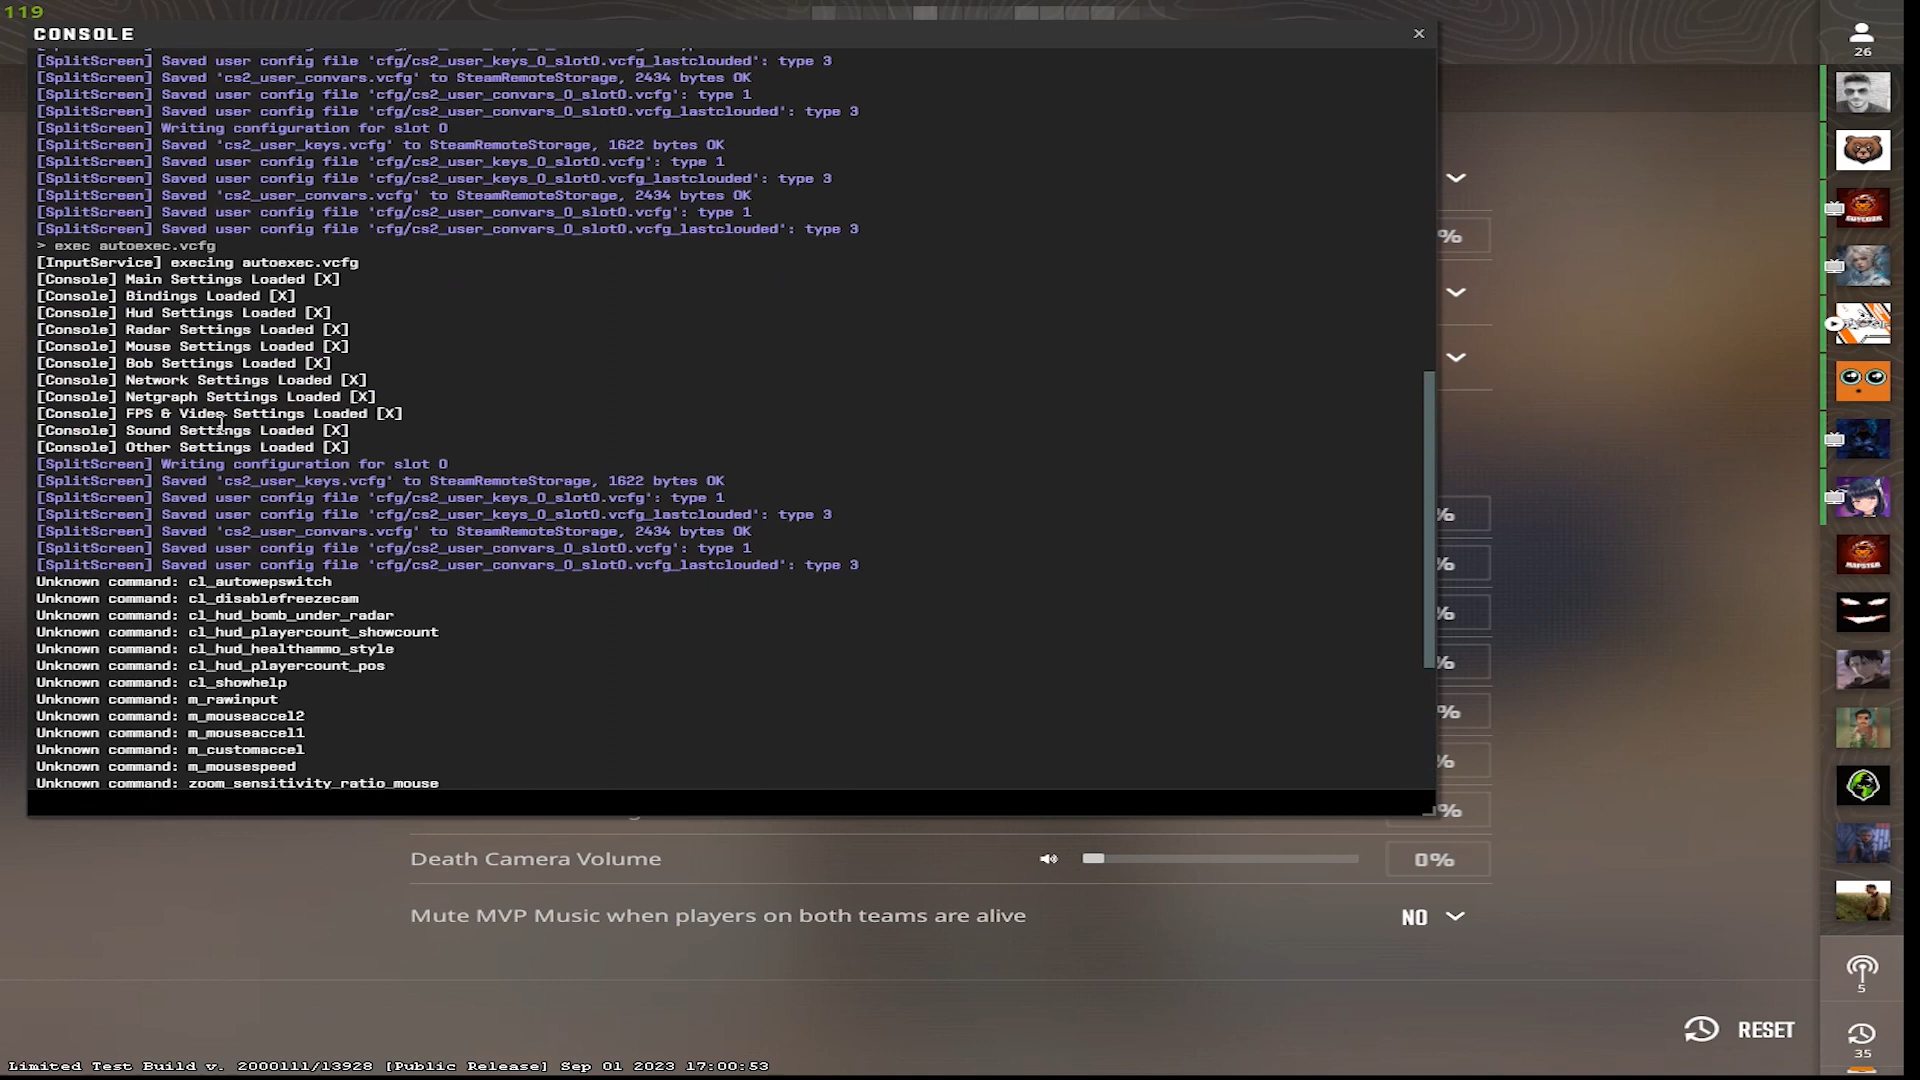 119
CONSOLE
26
[SplitScreen] Saved user config file 'cfg/cs2_user_keys_0_slot0.vcfg_lastclouded': type 3
[SplitScreen] Saved 'cs2_user_convars.vcfg' to SteamRemoteStorage, 2434 bytes OK
[SplitScreen] Saved user config file 'cfg/cs2_user_convars_0_slot0.vcfg': type 1
[SplitScreen] Saved user config file 'cfg/cs2_user_convars_0_slot0.vcfg_lastclouded': type 3
[SplitScreen] Writing configuration for slot 0
[SplitScreen] Saved 'cs2_user_keys.vcfg' to SteamRemoteStorage, 1622 bytes OK
[SplitScreen] Saved user config file 'cfg/cs2_user_keys_0_slot0.vcfg': type 1
[SplitScreen] Saved user config file 'cfg/cs2_user_keys_0_slot0.vcfg_lastclouded': type 3
[SplitScreen] Saved 'cs2_user_convars.vcfg' to SteamRemoteStorage, 2434 bytes OK
[SplitScreen] Saved user config file 'cfg/cs2_user_convars_0_slot0.vcfg': type 1
[SplitScreen] Saved user config file 'cfg/cs2_user_convars_0_slot0.vcfg_lastclouded': type 3
> exec autoexec.vcfg
[InputService] execing autoexec.vcfg
[Console] Main Settings Loaded [X]
[Console] Bindings Loaded [X]
[Console] Hud Settings Loaded [X]
[Console] Radar Settings Loaded [X]
[Console] Mouse Settings Loaded [X]
[Console] Bob Settings Loaded [X]
[Console] Network Settings Loaded [X]
[Console] Netgraph Settings Loaded [X]
[Console] FPS & Video Settings Loaded [X]
[Console] Sound Settings Loaded [X]
[Console] Other Settings Loaded [X]
[SplitScreen] Writing configuration for slot 0
[SplitScreen] Saved 'cs2_user_keys.vcfg' to SteamRemoteStorage, 1622 bytes OK
[SplitScreen] Saved user config file 'cfg/cs2_user_keys_0_slot0.vcfg': type 1
[SplitScreen] Saved user config file 'cfg/cs2_user_keys_0_slot0.vcfg_lastclouded': type 3
[SplitScreen] Saved 'cs2_user_convars.vcfg' to SteamRemoteStorage, 2434 bytes OK
[SplitScreen] Saved user config file 'cfg/cs2_user_convars_0_slot0.vcfg': type 1
[SplitScreen] Saved user config file 'cfg/cs2_user_convars_0_slot0.vcfg_lastclouded': type 3
Unknown command: cl_autowepswitch
Unknown command: cl_disablefreezecam
Unknown command: cl_hud_bomb_under_radar
Unknown command: cl_hud_playercount_showcount
Unknown command: cl_hud_healthammo_style
Unknown command: cl_hud_playercount_pos
Unknown command: cl_showhelp
Unknown command: m_rawinput
Unknown command: m_mouseaccel2
Unknown command: m_mouseaccel1
Unknown command: m_customaccel
Unknown command: m_mousespeed
Unknown command: zoom_sensitivity_ratio_mouse
%
%
%
%
%
%
%
%
Death Camera Volume 0%
Mute MVP Music when players on both teams are alive NO
MAPSTER
5
RESET
35
Limited Test Build v. 2000111/13928 [Public Release] Sep 01 2023 17:00:53